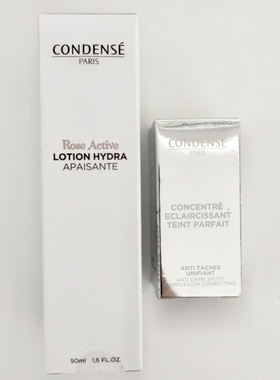 CONDENSÉ
PARIS
Rose Active
LOTION HYDRA
APAISANTE
50ml 1.6 FL.OZ.
CONDENSÉ
PARIS
CONCENTRÉ
ECLAIRCISSANT
TEINT PARFAIT
ANTI TACHES
UNIFIANT
ANTI DARK SPOTS
COMPLEXION CORRECTING